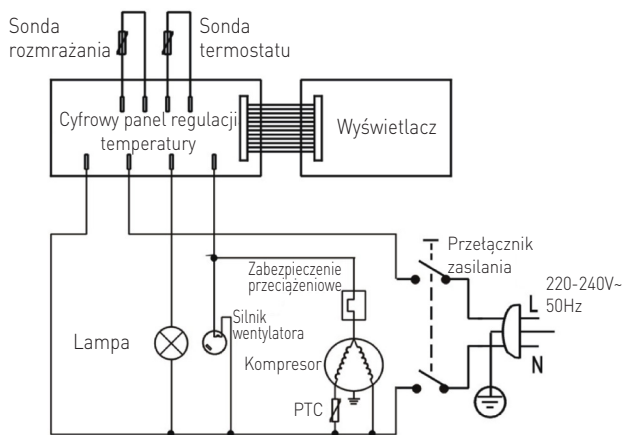 Sonda
rozmrażania
Sonda
termostatu
Cyfrowy panel regulacji
temperatury
Wyświetlacz
Przełącznik
zasilania
220-240V~
50Hz
L
N
Zabezpieczenie
przeciążeniowe
Silnik
wentylatora
Lampa
Kompresor
PTC